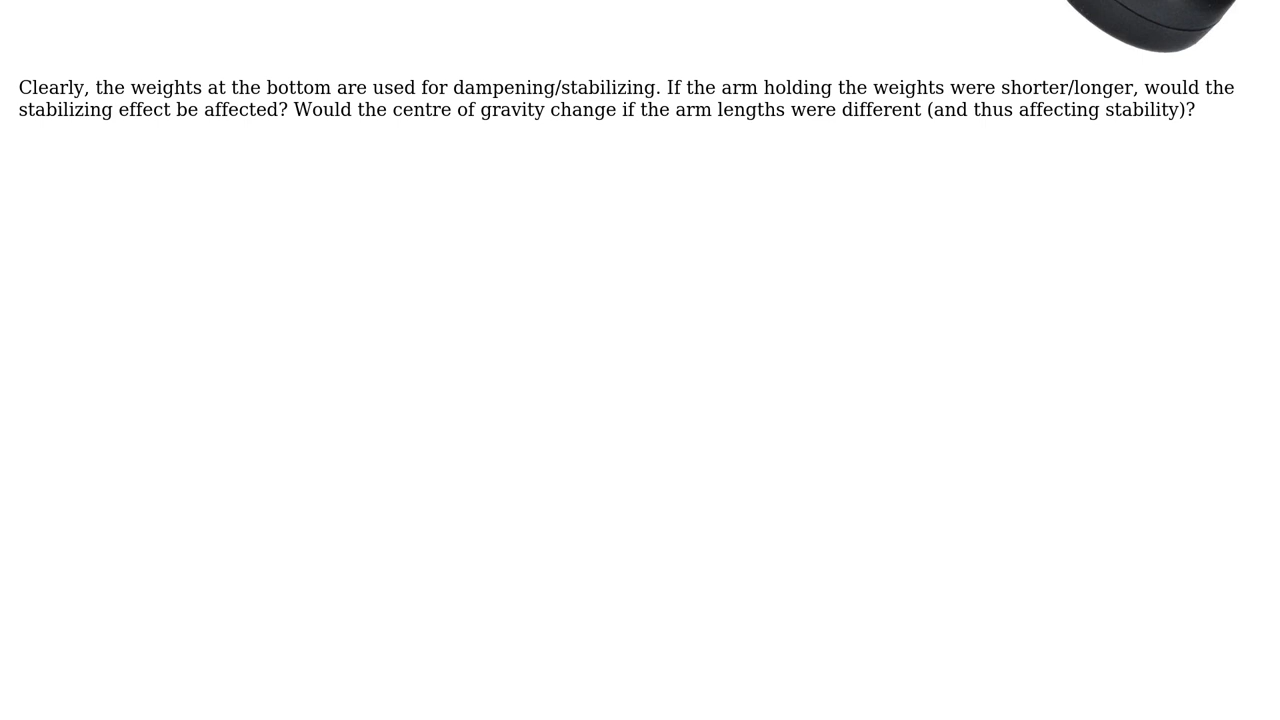 Clearly, the weights at the bottom are used for dampening/stabilizing. If the arm holding the weights were shorter/longer, would the
stabilizing effect be affected? Would the centre of gravity change if the arm lengths were different (and thus affecting stability)?